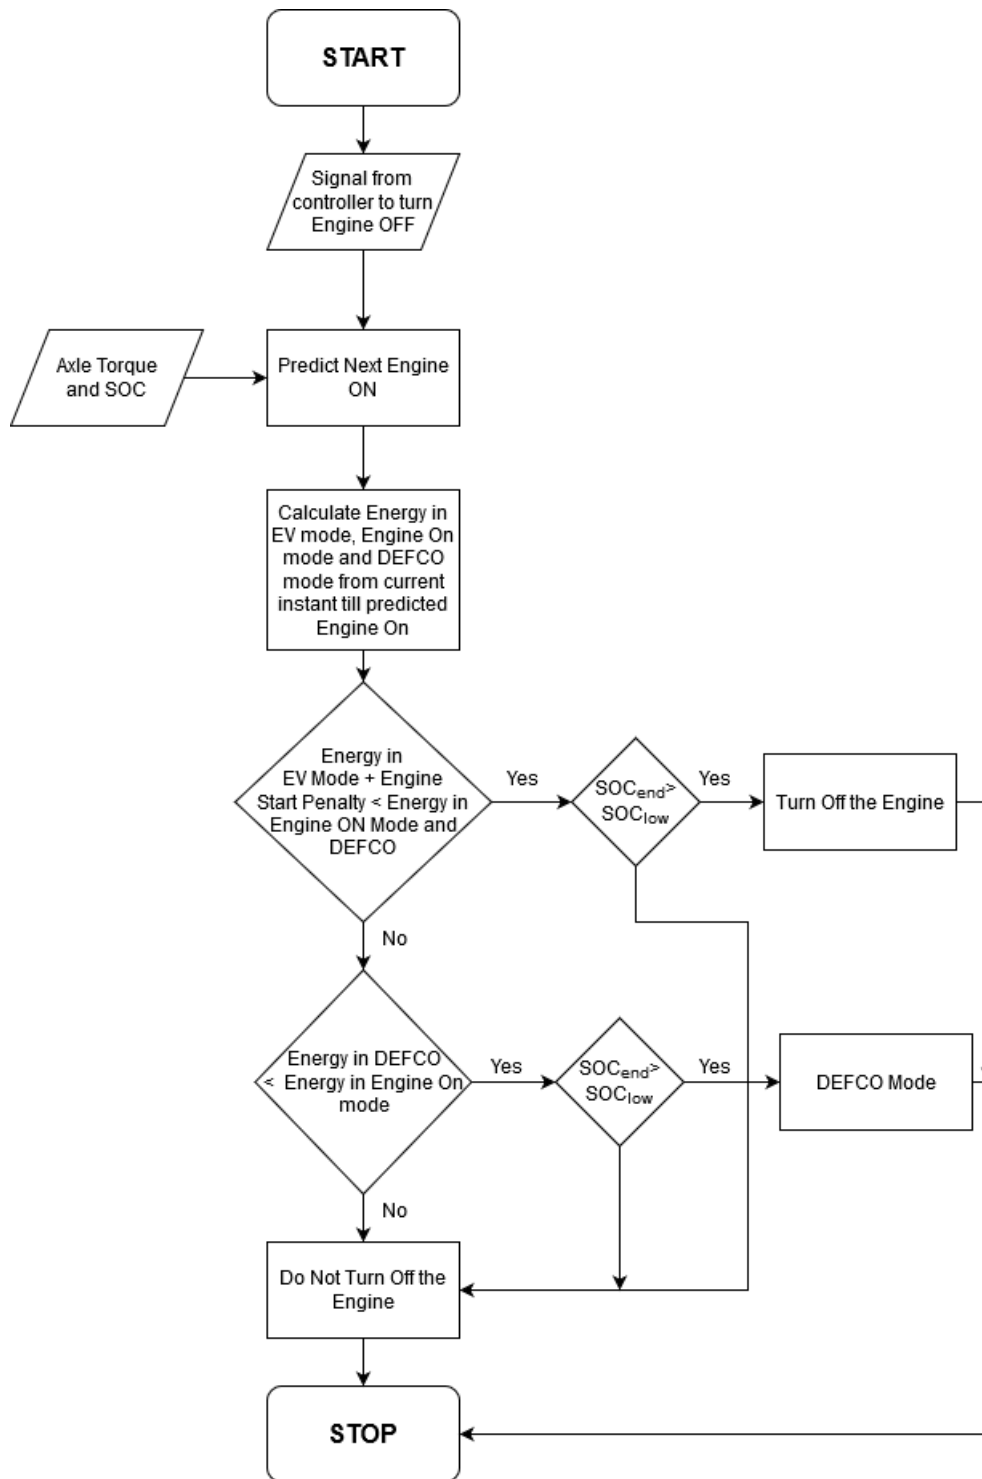 START
Signal from
controller to turn
Engine OFF
Axle Torque
and SOC
Predict Next Engine
ON
Calculate Energy in
EV mode, Engine On
mode and DEFCO
mode from current
instant till predicted
Engine On
Energy in
EV Mode + Engine
Start Penalty < Energy in
Engine ON Mode and
DEFCO
Yes
SOCend>
SOClow
Yes
Turn Off the Engine
No
Energy in DEFCO
< Energy in Engine On
mode
Yes
SOCend>
SOClow
Yes
DEFCO Mode
No
Do Not Turn Off the
Engine
STOP